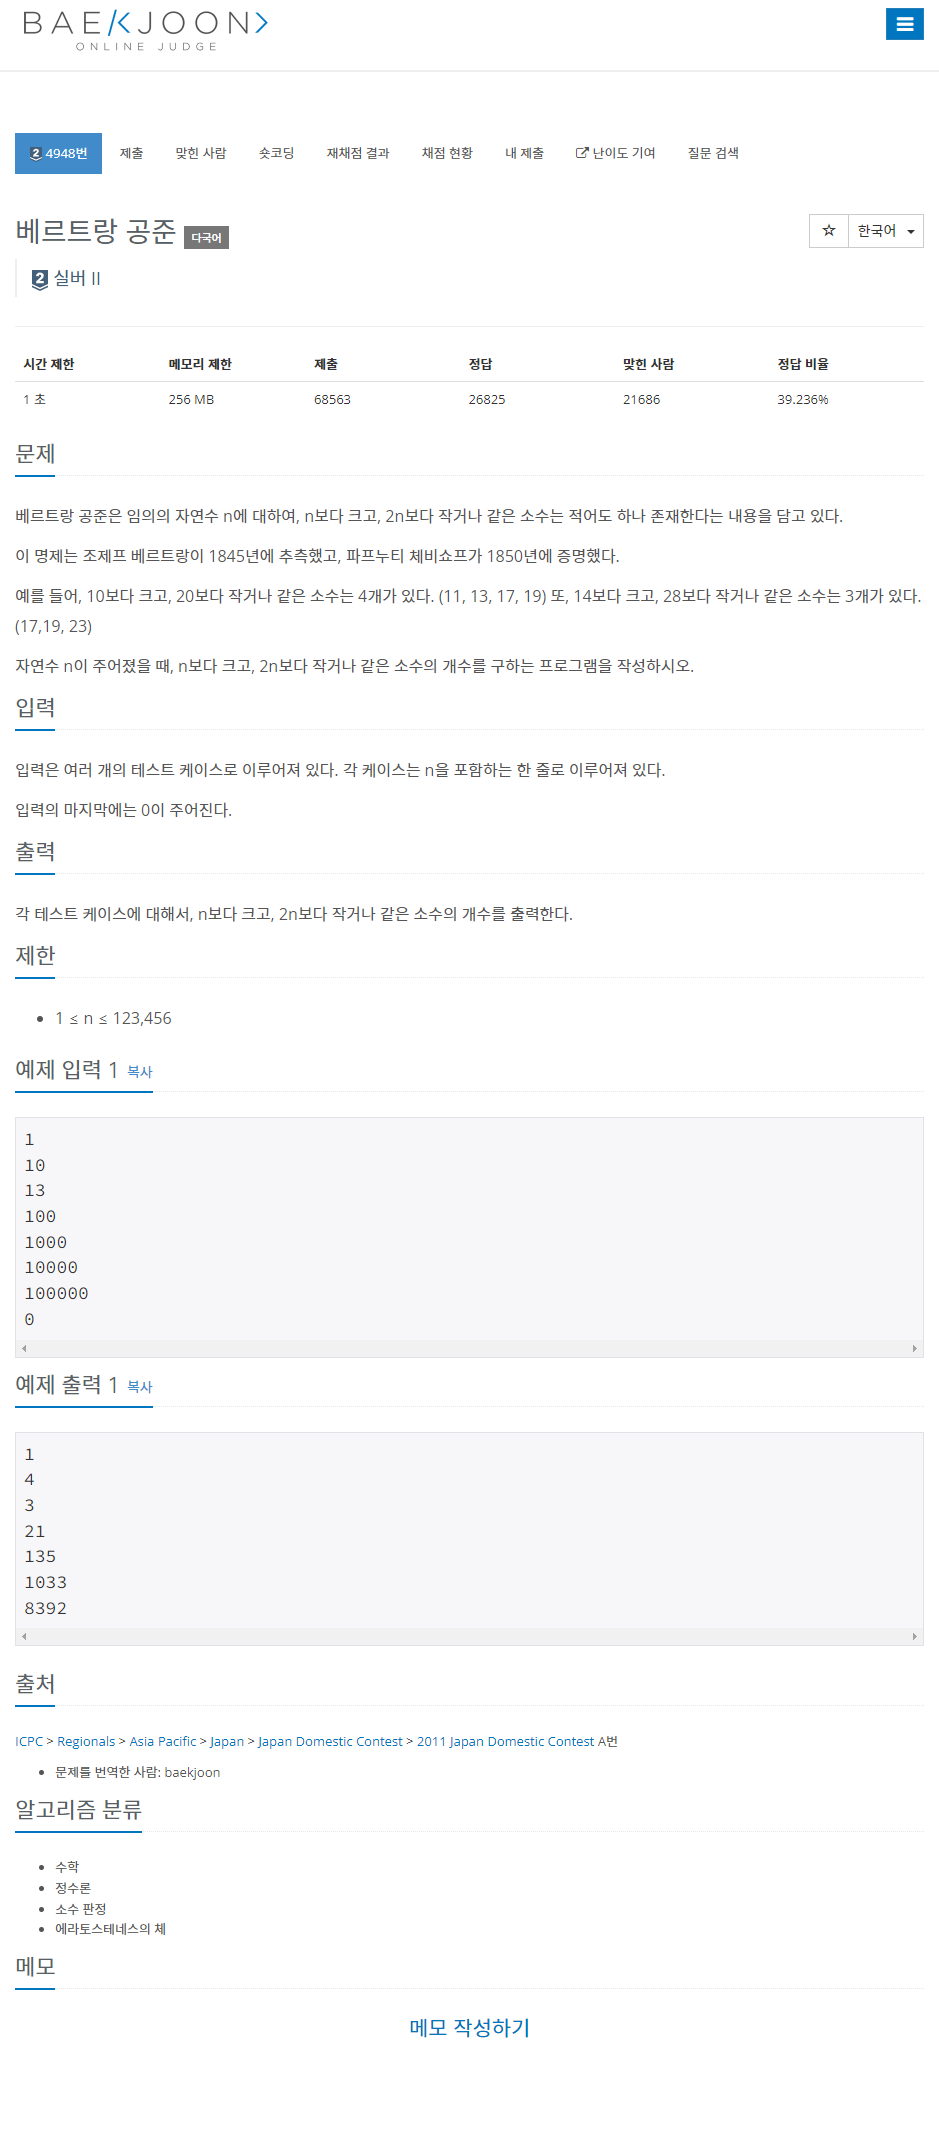 BAEKJOON>
ONLINE JUDGE
2 4948번 제출 맞힌 사람 숏코딩 재채점 결과 채점 현황 내 제출 난이도 기여 질문 검색
베르트랑 공준 다국어 ☆ 한국어
2 실버 II
시간 제한 메모리 제한 제출 정답 맞힌 사람 정답 비율
1 초 256 MB 68563 26825 21686 39.236%
문제
베르트랑 공준은 임의의 자연수 n에 대하여, n보다 크고, 2n보다 작거나 같은 소수는 적어도 하나 존재한다는 내용을 담고 있다.
이 명제는 조제프 베르트랑이 1845년에 추측했고, 파프누티 체비쇼프가 1850년에 증명했다.
예를 들어, 10보다 크고, 20보다 작거나 같은 소수는 4개가 있다. (11, 13, 17, 19) 또, 14보다 크고, 28보다 작거나 같은 소수는 3개가 있다.
(17,19, 23)
자연수 n이 주어졌을 때, n보다 크고, 2n보다 작거나 같은 소수의 개수를 구하는 프로그램을 작성하시오.
입력
입력은 여러 개의 테스트 케이스로 이루어져 있다. 각 케이스는 n을 포함하는 한 줄로 이루어져 있다.
입력의 마지막에는 0이 주어진다.
출력
각 테스트 케이스에 대해서, n보다 크고, 2n보다 작거나 같은 소수의 개수를 출력한다.
제한
• 1 ≤ n ≤ 123,456
예제 입력 1 복사
1
10
13
100
1000
10000
100000
0
예제 출력 1 복사
1
4
3
21
135
1033
8392
출처
ICPC > Regionals > Asia Pacific > Japan > Japan Domestic Contest > 2011 Japan Domestic Contest A번
• 문제를 번역한 사람: baekjoon
알고리즘 분류
• 수학
• 정수론
• 소수 판정
• 에라토스테네스의 체
메모
메모 작성하기